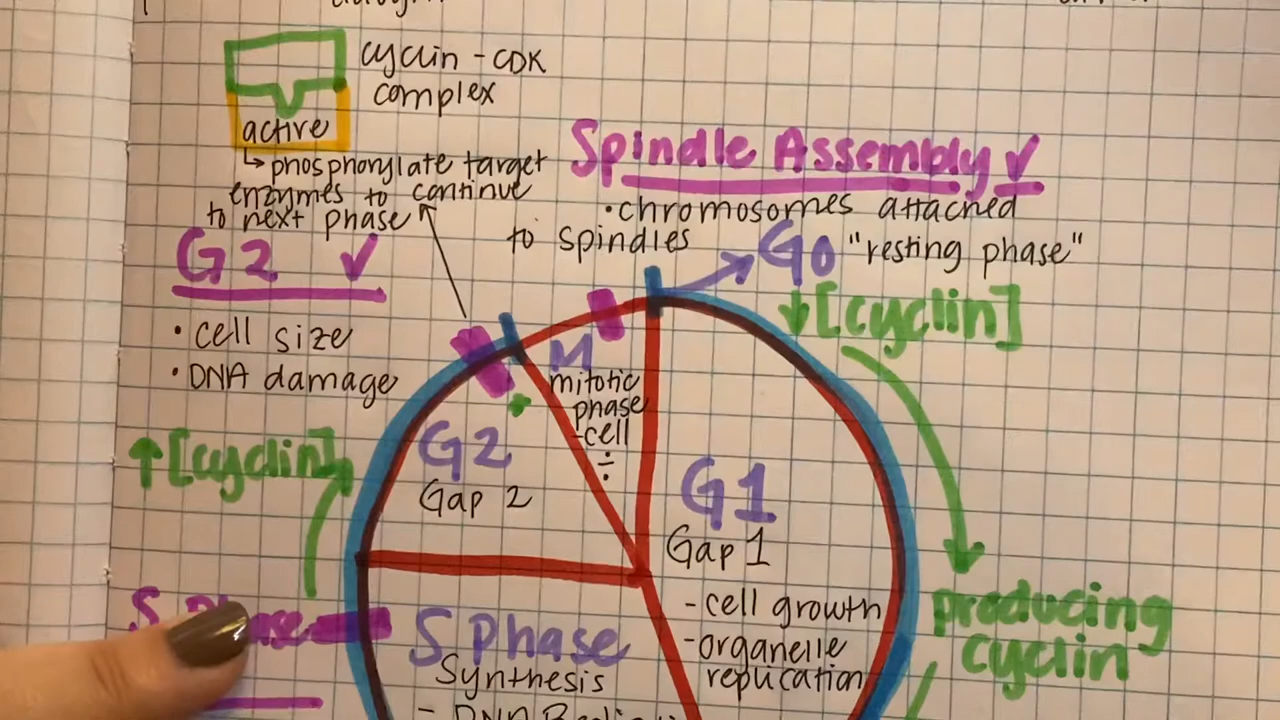 cyclin - CDK
complex
active
↳ phosphorylate target
enzymes to continue
to next phase
Spindle Assembly ✓
• chromosomes attached
to spindles
G0 "resting phase"
↓[cyclin]
G2 ✓
• cell size
• DNA damage
M
mitotic
phase
-cell
÷
↑[cyclin]
+
G2
Gap 2
G1
Gap 1
- cell growth
- organelle
replication
producing
cyclin
S Phase
S Phase
Synthesis
- DNA